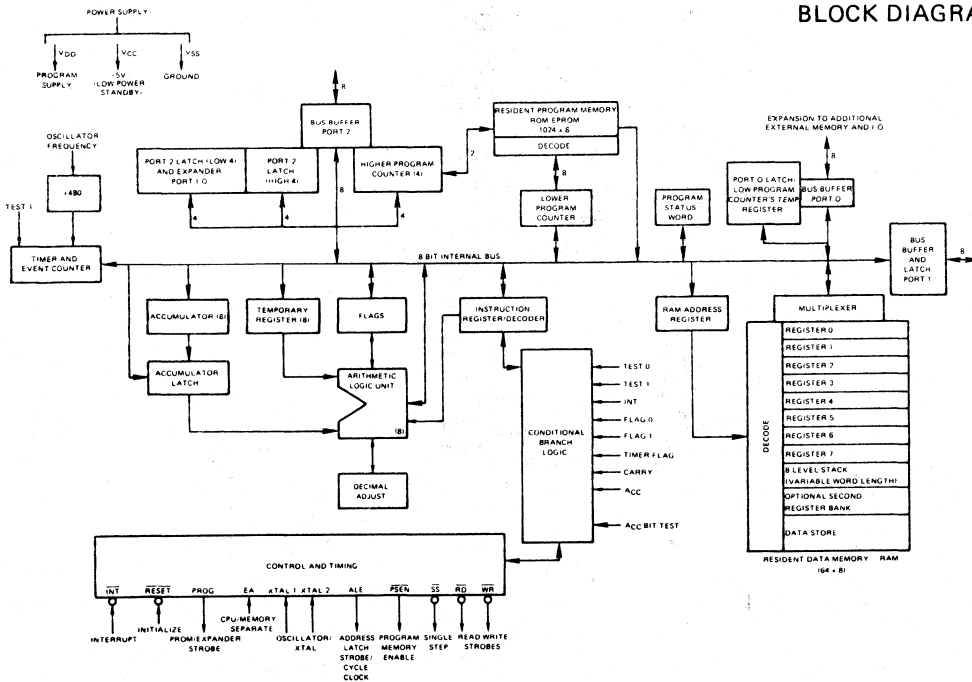 BLOCK DIAGRA
POWER SUPPLY
VDD
VCC
VSS
PROGRAM
SUPPLY
+5V
(LOW POWER
STANDBY)
GROUND
OSCILLATOR
FREQUENCY
÷480
TEST 1
TIMER AND
EVENT COUNTER
8
BUS BUFFER
PORT 2
PORT 2 LATCH (LOW 4)
AND EXPANDER
PORT I O
PORT 2
LATCH
(HIGH 4)
HIGHER PROGRAM
COUNTER (4)
4
4
8
4
7
RESIDENT PROGRAM MEMORY
ROM EPROM
1024 x 8
DECODE
8
LOWER
PROGRAM
COUNTER
PROGRAM
STATUS
WORD
EXPANSION TO ADDITIONAL
EXTERNAL MEMORY AND I O
8
PORT O LATCH
LOW PROGRAM
COUNTER'S TEMP
REGISTER
BUS BUFFER
PORT O
BUS
BUFFER
AND
LATCH
PORT 1
8
8 BIT INTERNAL BUS
ACCUMULATOR (8)
TEMPORARY
REGISTER (8)
FLAGS
INSTRUCTION
REGISTER/DECODER
RAM ADDRESS
REGISTER
MULTIPLEXER
ACCUMULATOR
LATCH
ARITHMETIC
LOGIC UNIT
(8)
DECIMAL
ADJUST
CONDITIONAL
BRANCH
LOGIC
TEST 0
TEST 1
INT
FLAG 0
FLAG 1
TIMER FLAG
CARRY
ACC
ACC BIT TEST
DECODE
REGISTER 0
REGISTER 1
REGISTER 2
REGISTER 3
REGISTER 4
REGISTER 5
REGISTER 6
REGISTER 7
8 LEVEL STACK
(VARIABLE WORD LENGTH)
OPTIONAL SECOND
REGISTER BANK
DATA STORE
RESIDENT DATA MEMORY RAM
(64 x 8)
CONTROL AND TIMING
INT RESET PROG EA XTAL 1 XTAL 2 ALE PSEN SS RD WR
INTERRUPT
INITIALIZE
PROM/EXPANDER
STROBE
CPU/MEMORY
SEPARATE
OSCILLATOR/
XTAL
ADDRESS
LATCH
STROBE/
CYCLE
CLOCK
PROGRAM
MEMORY
ENABLE
SINGLE
STEP
READ WRITE
STROBES